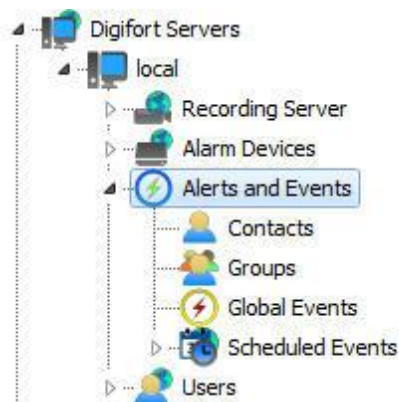 Digifort Servers
local
Recording Server
Alarm Devices
Alerts and Events
Contacts
Groups
Global Events
Scheduled Events
Users